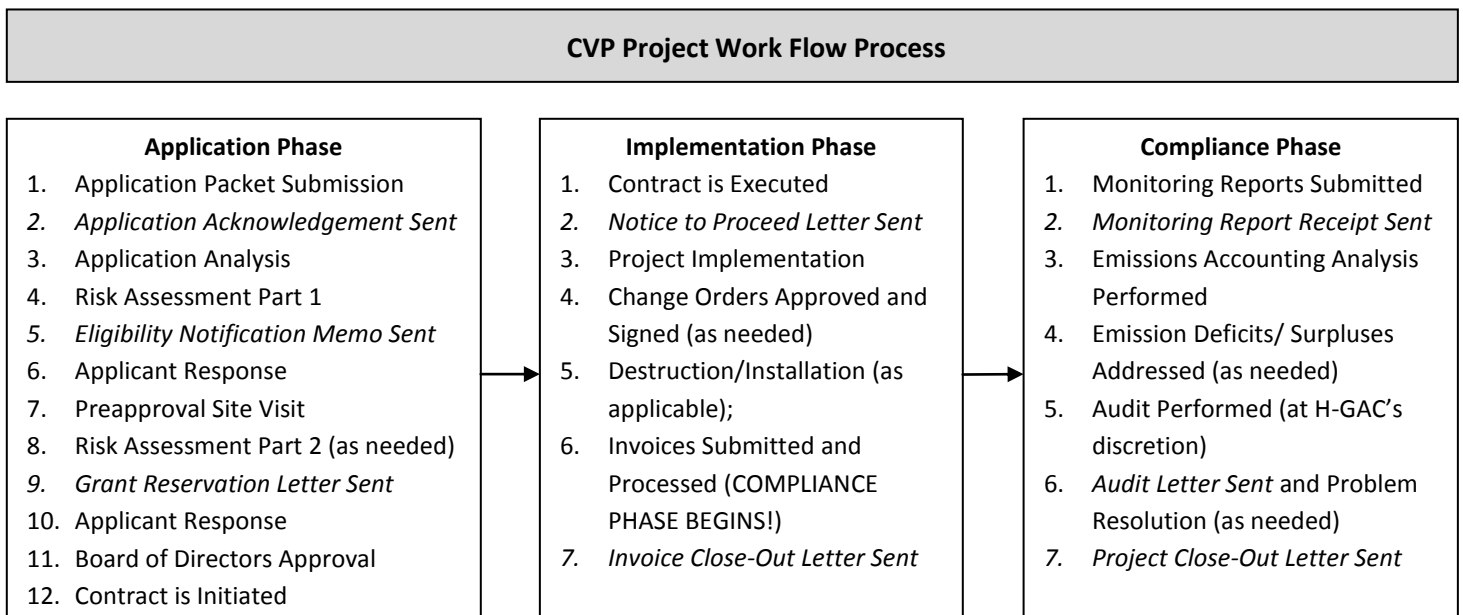 CVP Project Work Flow Process
Application Phase
1. Application Packet Submission
2. Application Acknowledgement Sent
3. Application Analysis
4. Risk Assessment Part 1
5. Eligibility Notification Memo Sent
6. Applicant Response
7. Preapproval Site Visit
8. Risk Assessment Part 2 (as needed)
9. Grant Reservation Letter Sent
10. Applicant Response
11. Board of Directors Approval
12. Contract is Initiated
Implementation Phase
1. Contract is Executed
2. Notice to Proceed Letter Sent
3. Project Implementation
4. Change Orders Approved and
Signed (as needed)
5. Destruction/Installation (as
applicable);
6. Invoices Submitted and
Processed (COMPLIANCE
PHASE BEGINS!)
7. Invoice Close-Out Letter Sent
Compliance Phase
1. Monitoring Reports Submitted
2. Monitoring Report Receipt Sent
3. Emissions Accounting Analysis
Performed
4. Emission Deficits/ Surpluses
Addressed (as needed)
5. Audit Performed (at H-GAC’s
discretion)
6. Audit Letter Sent and Problem
Resolution (as needed)
7. Project Close-Out Letter Sent